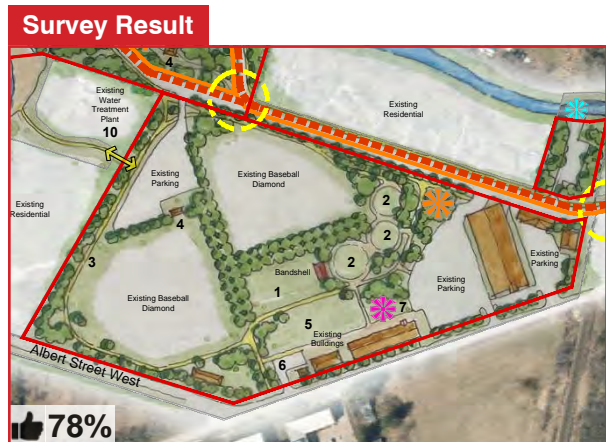 Survey Result
4
Existing
Water
Treatment
Plant
10
Existing
Residential
Existing
Parking
Existing Baseball
Diamond
4
2
2
2
Existing
Residential
3
Bandshell
1
Existing
Parking
Existing
Parking
Existing Baseball
Diamond
5
7
Existing
Buildings
6
Albert Street West
78%